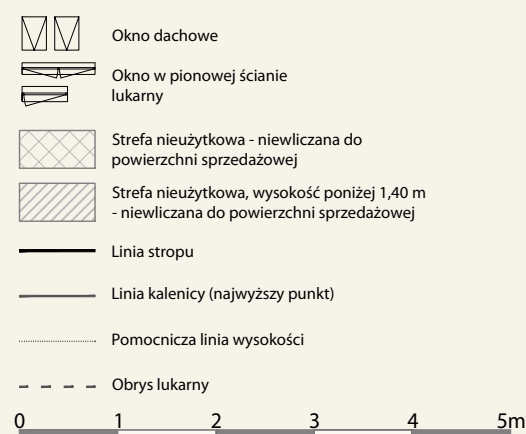 Okno dachowe
Okno w pionowej ścianie
lukarny
Strefa nieużytkowa - niewliczana do
powierzchni sprzedażowej
Strefa nieużytkowa, wysokość poniżej 1,40 m
- niewliczana do powierzchni sprzedażowej
Linia stropu
Linia kalenicy (najwyższy punkt)
Pomocnicza linia wysokości
Obrys lukarny
0 1 2 3 4 5m